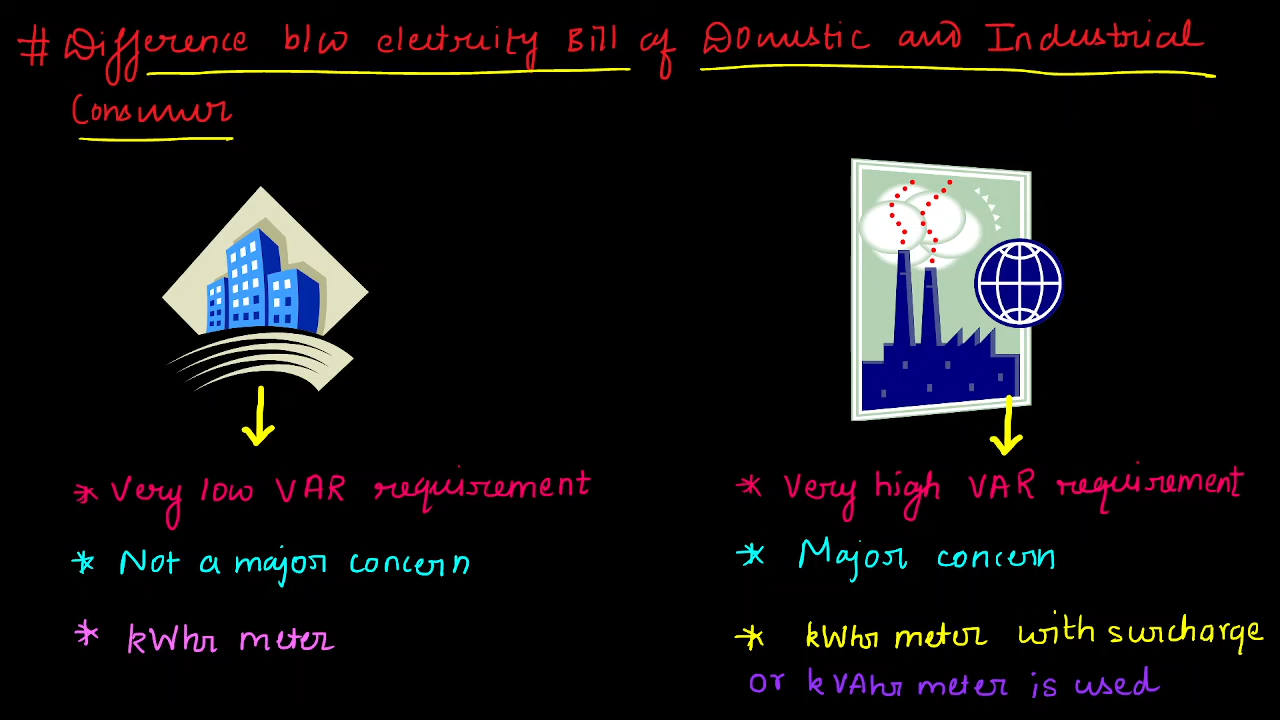 # Difference b/w electricity Bill of Domestic and Industrial
Consumer
* Very low VAR requirement
* Not a major concern
* kWhr meter
* Very high VAR requirement
* Major concern
* kWhr meter with surcharge
or kVAhr meter is used